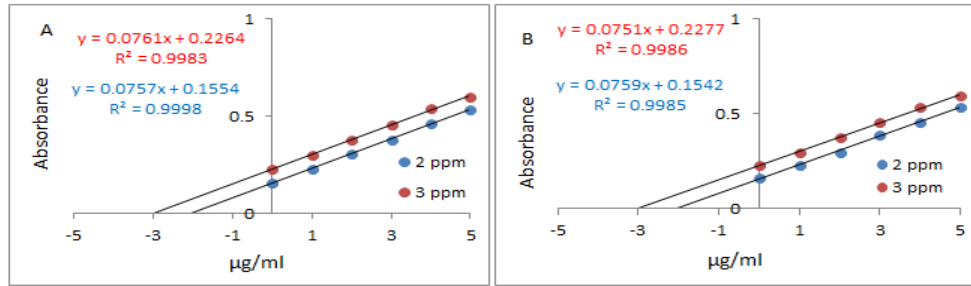 A
y = 0.0761x + 0.2264
R² = 0.9983
y = 0.0757x + 0.1554
R² = 0.9998
Absorbance
1
0.5
0
-5
-3
-1
1
3
5
2 ppm
3 ppm
µg/ml
B
y = 0.0751x + 0.2277
R² = 0.9986
y = 0.0759x + 0.1542
R² = 0.9985
Absorbance
1
0.5
0
-5
-3
-1
1
3
5
2 ppm
3 ppm
µg/ml